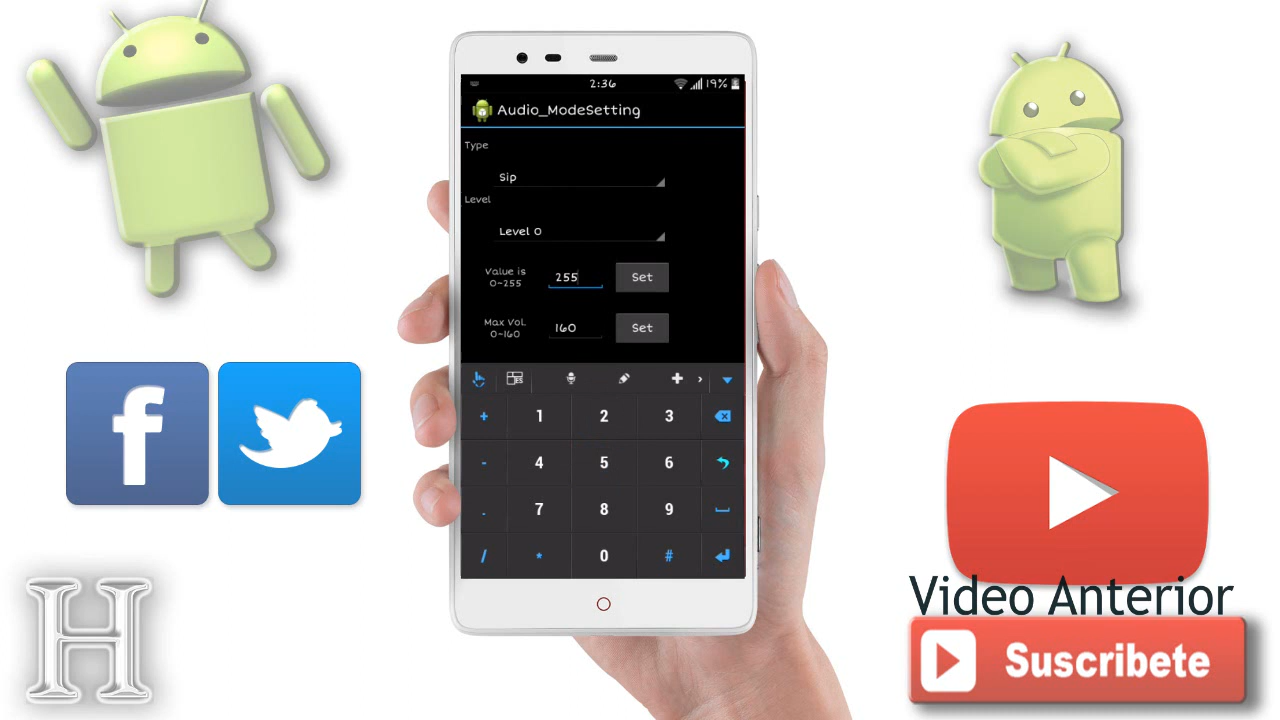 2:36
19%
Audio_ModeSetting
Type
Sip
Level
Level 0
Value is
0~255
255
Set
Max Vol.
0~160
160
Set
ES
+ 1 2 3
- 4 5 6
. 7 8 9
/ * 0 #
f
H
Video Anterior
Suscribete